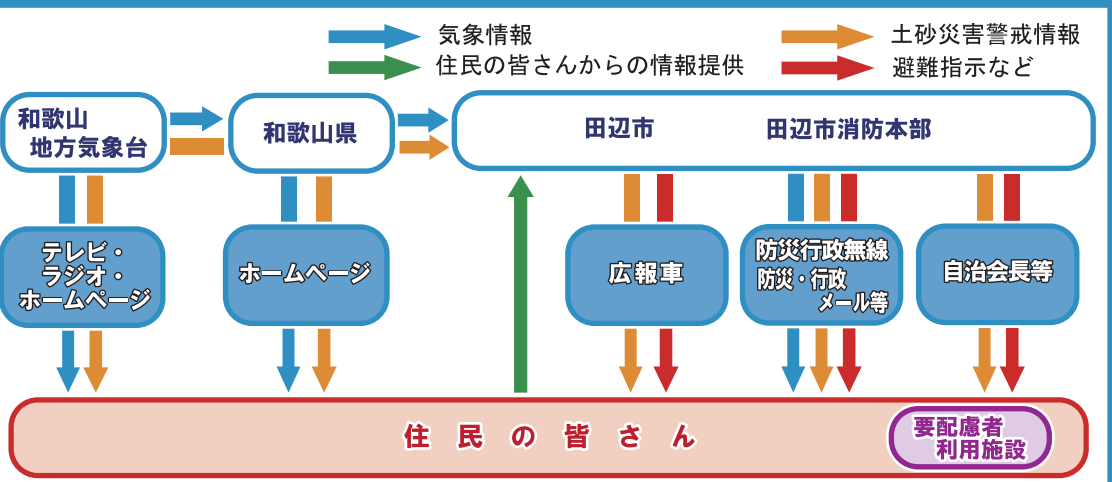 気象情報
土砂災害警戒情報
住民の皆さんからの情報提供
避難指示など
和歌山
地方気象台
和歌山県
田辺市
田辺市消防本部
テレビ・
ラジオ・
ホームページ
ホームページ
広報車
防災行政無線
防災・行政
メール等
自治会長等
住民の皆さん
要配慮者
利用施設